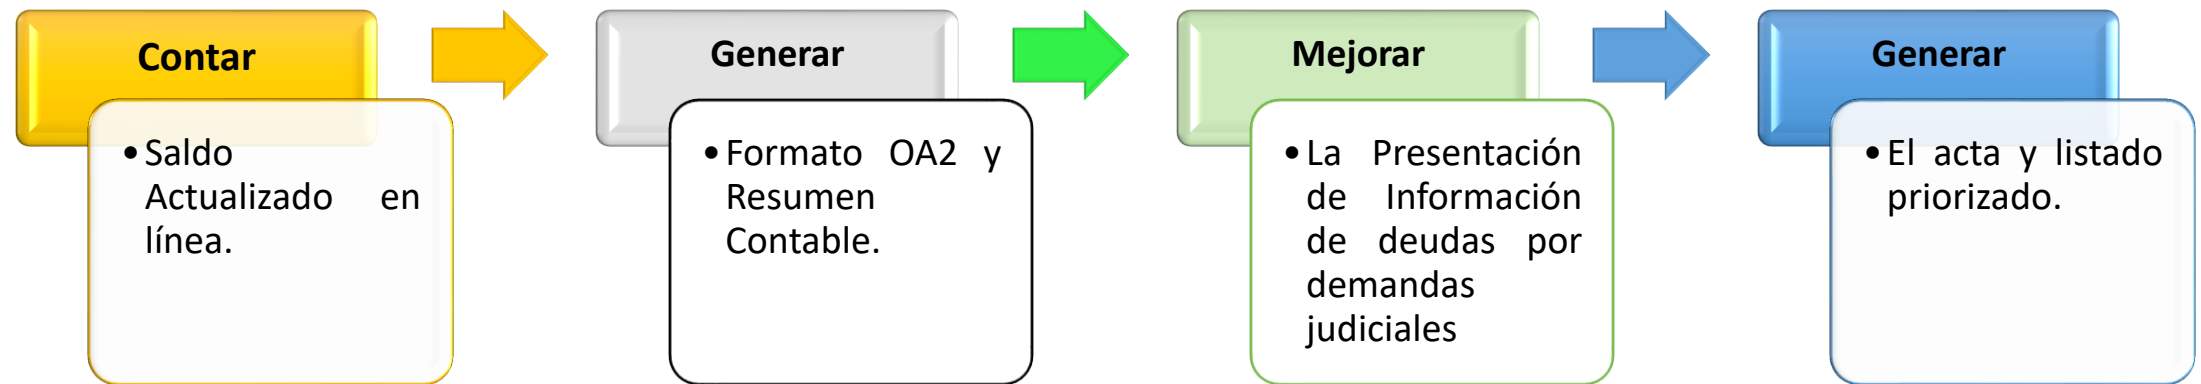 Contar
• Saldo
Actualizado en
línea.
Generar
• Formato OA2 y
Resumen
Contable.
Mejorar
• La Presentación
de Información
de deudas por
demandas
judiciales
Generar
• El acta y listado
priorizado.